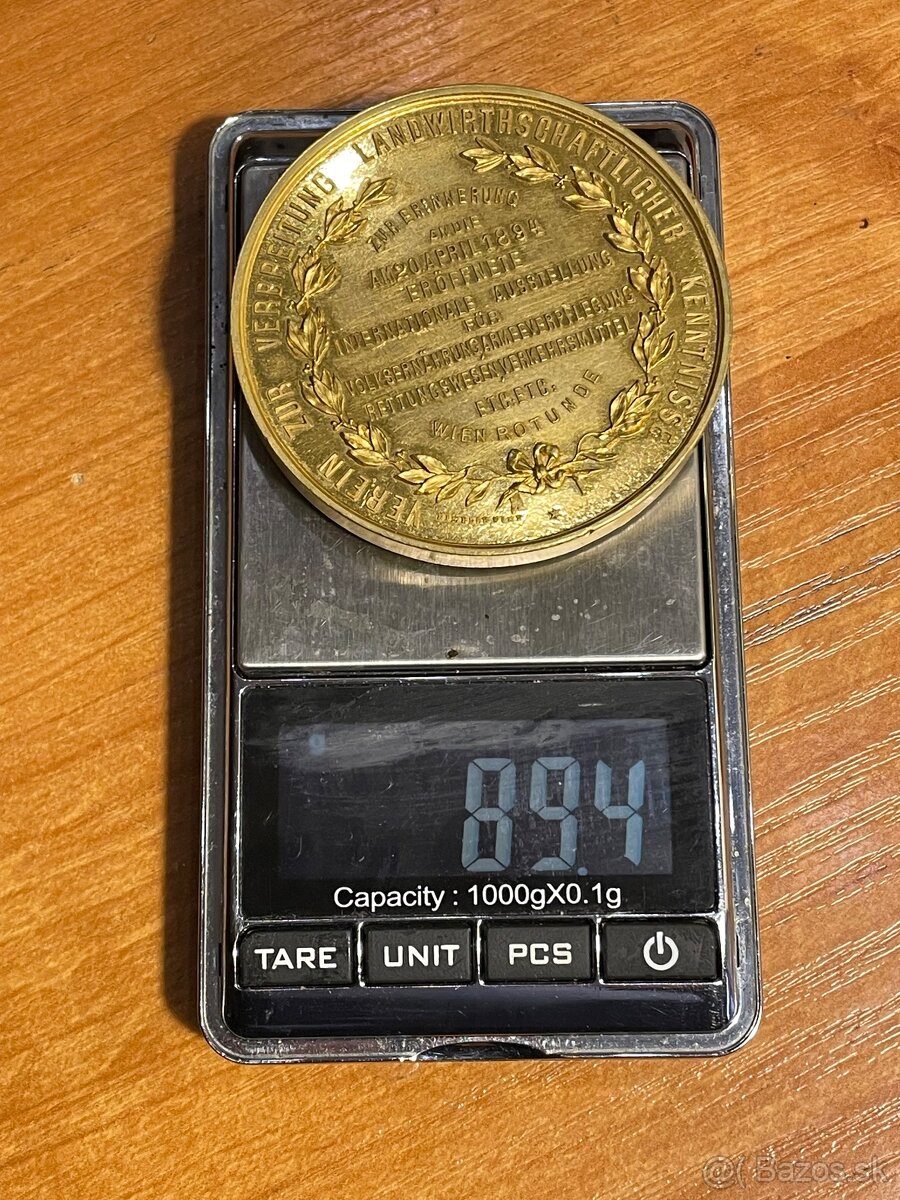 VEREIN ZUR VERBREITUNG LANDWIRTHSCHAFTLICHER KENNTNISSE
ZUR ERINNERUNG
AN DIE
AM 20 APRIL 1894
ERÖFFNETE
INTERNATIONALE AUSSTELLUNG
FÜR
VOLKSERNÄHRUNG, ARMEEVERPFLEGUNG
RETTUNGSWESEN, VERKEHRSMITTEL
ETC. ETC.
WIEN ROTUNDE
89.4
Capacity : 1000gX0.1g
TARE UNIT PCS
Bazos.sk